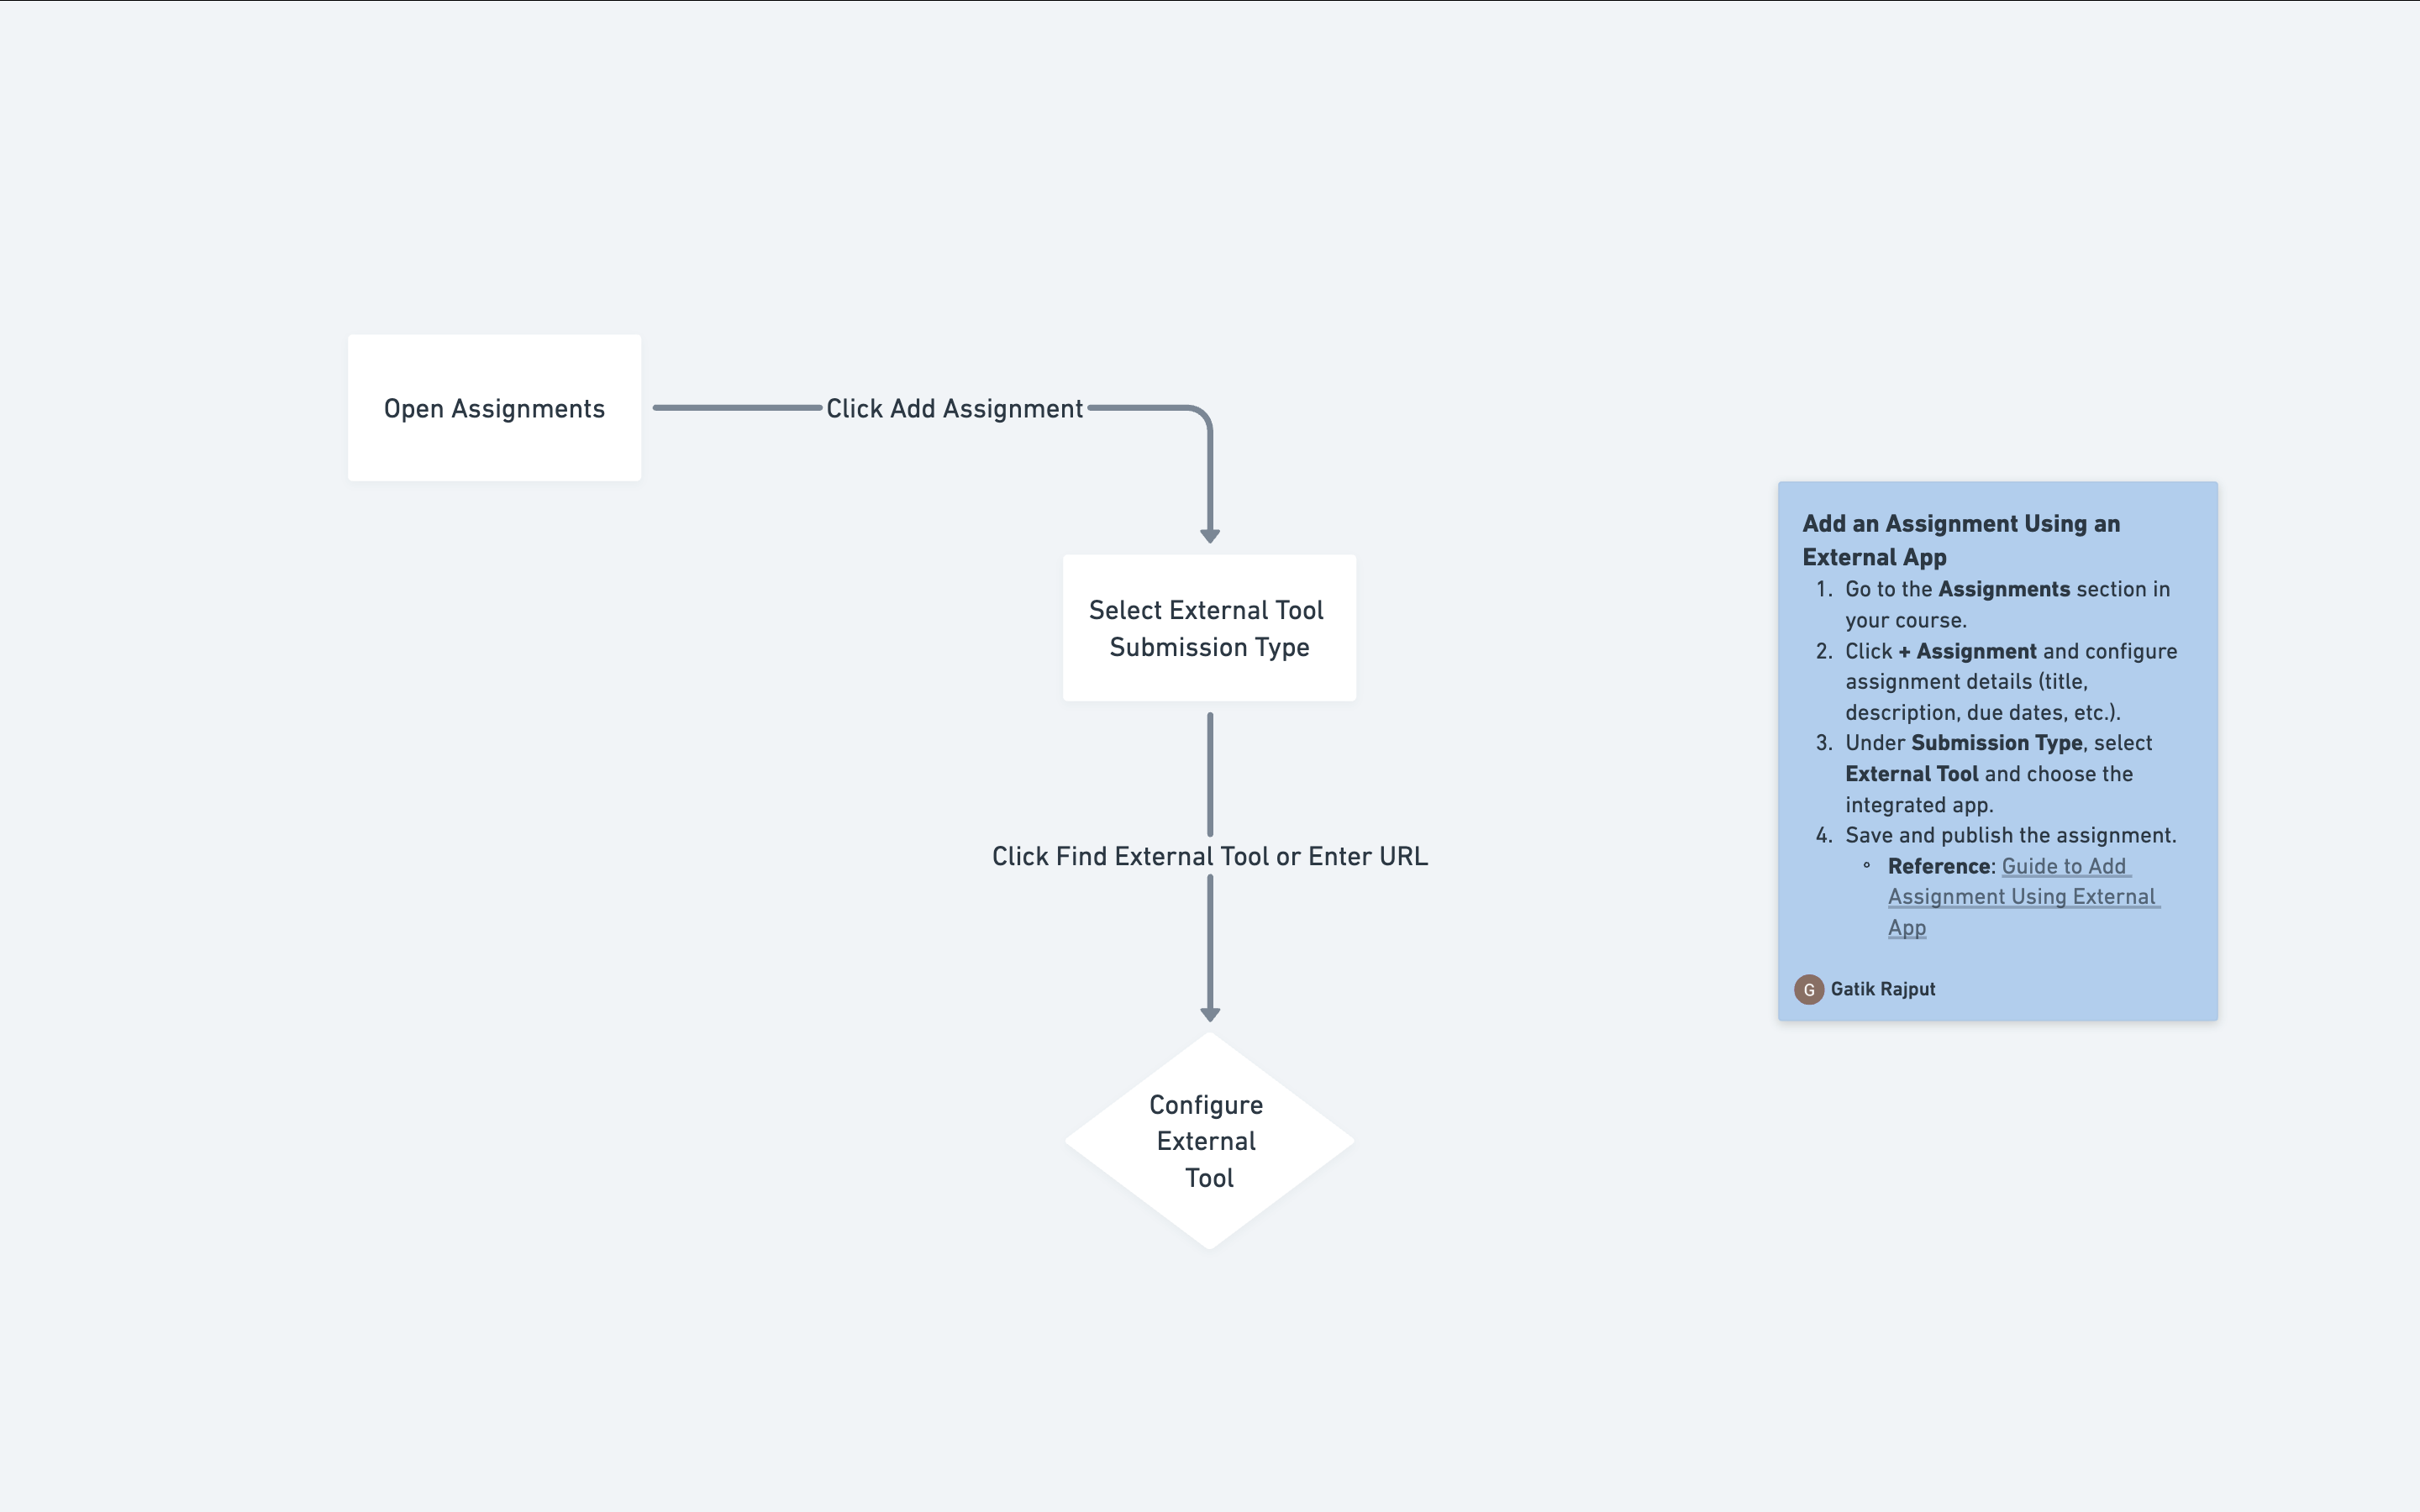 Open Assignments
Click Add Assignment
Select External Tool
Submission Type
Click Find External Tool or Enter URL
Configure
External
Tool
Add an Assignment Using an
External App
1. Go to the Assignments section in
your course.
2. Click + Assignment and configure
assignment details (title,
description, due dates, etc.).
3. Under Submission Type, select
External Tool and choose the
integrated app.
4. Save and publish the assignment.
∘ Reference: Guide to Add
Assignment Using External
App
G Gatik Rajput